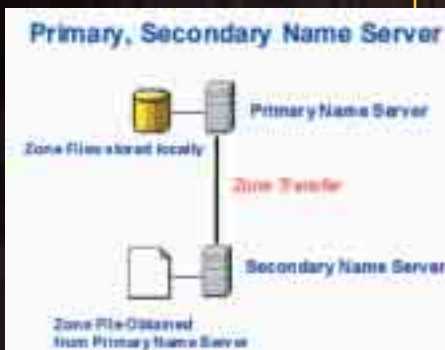 Primary, Secondary Name Server
Primary Name Server
Zone Files stored locally
Zone Transfer
Secondary Name Server
Zone File Obtained
from Primary Name Server